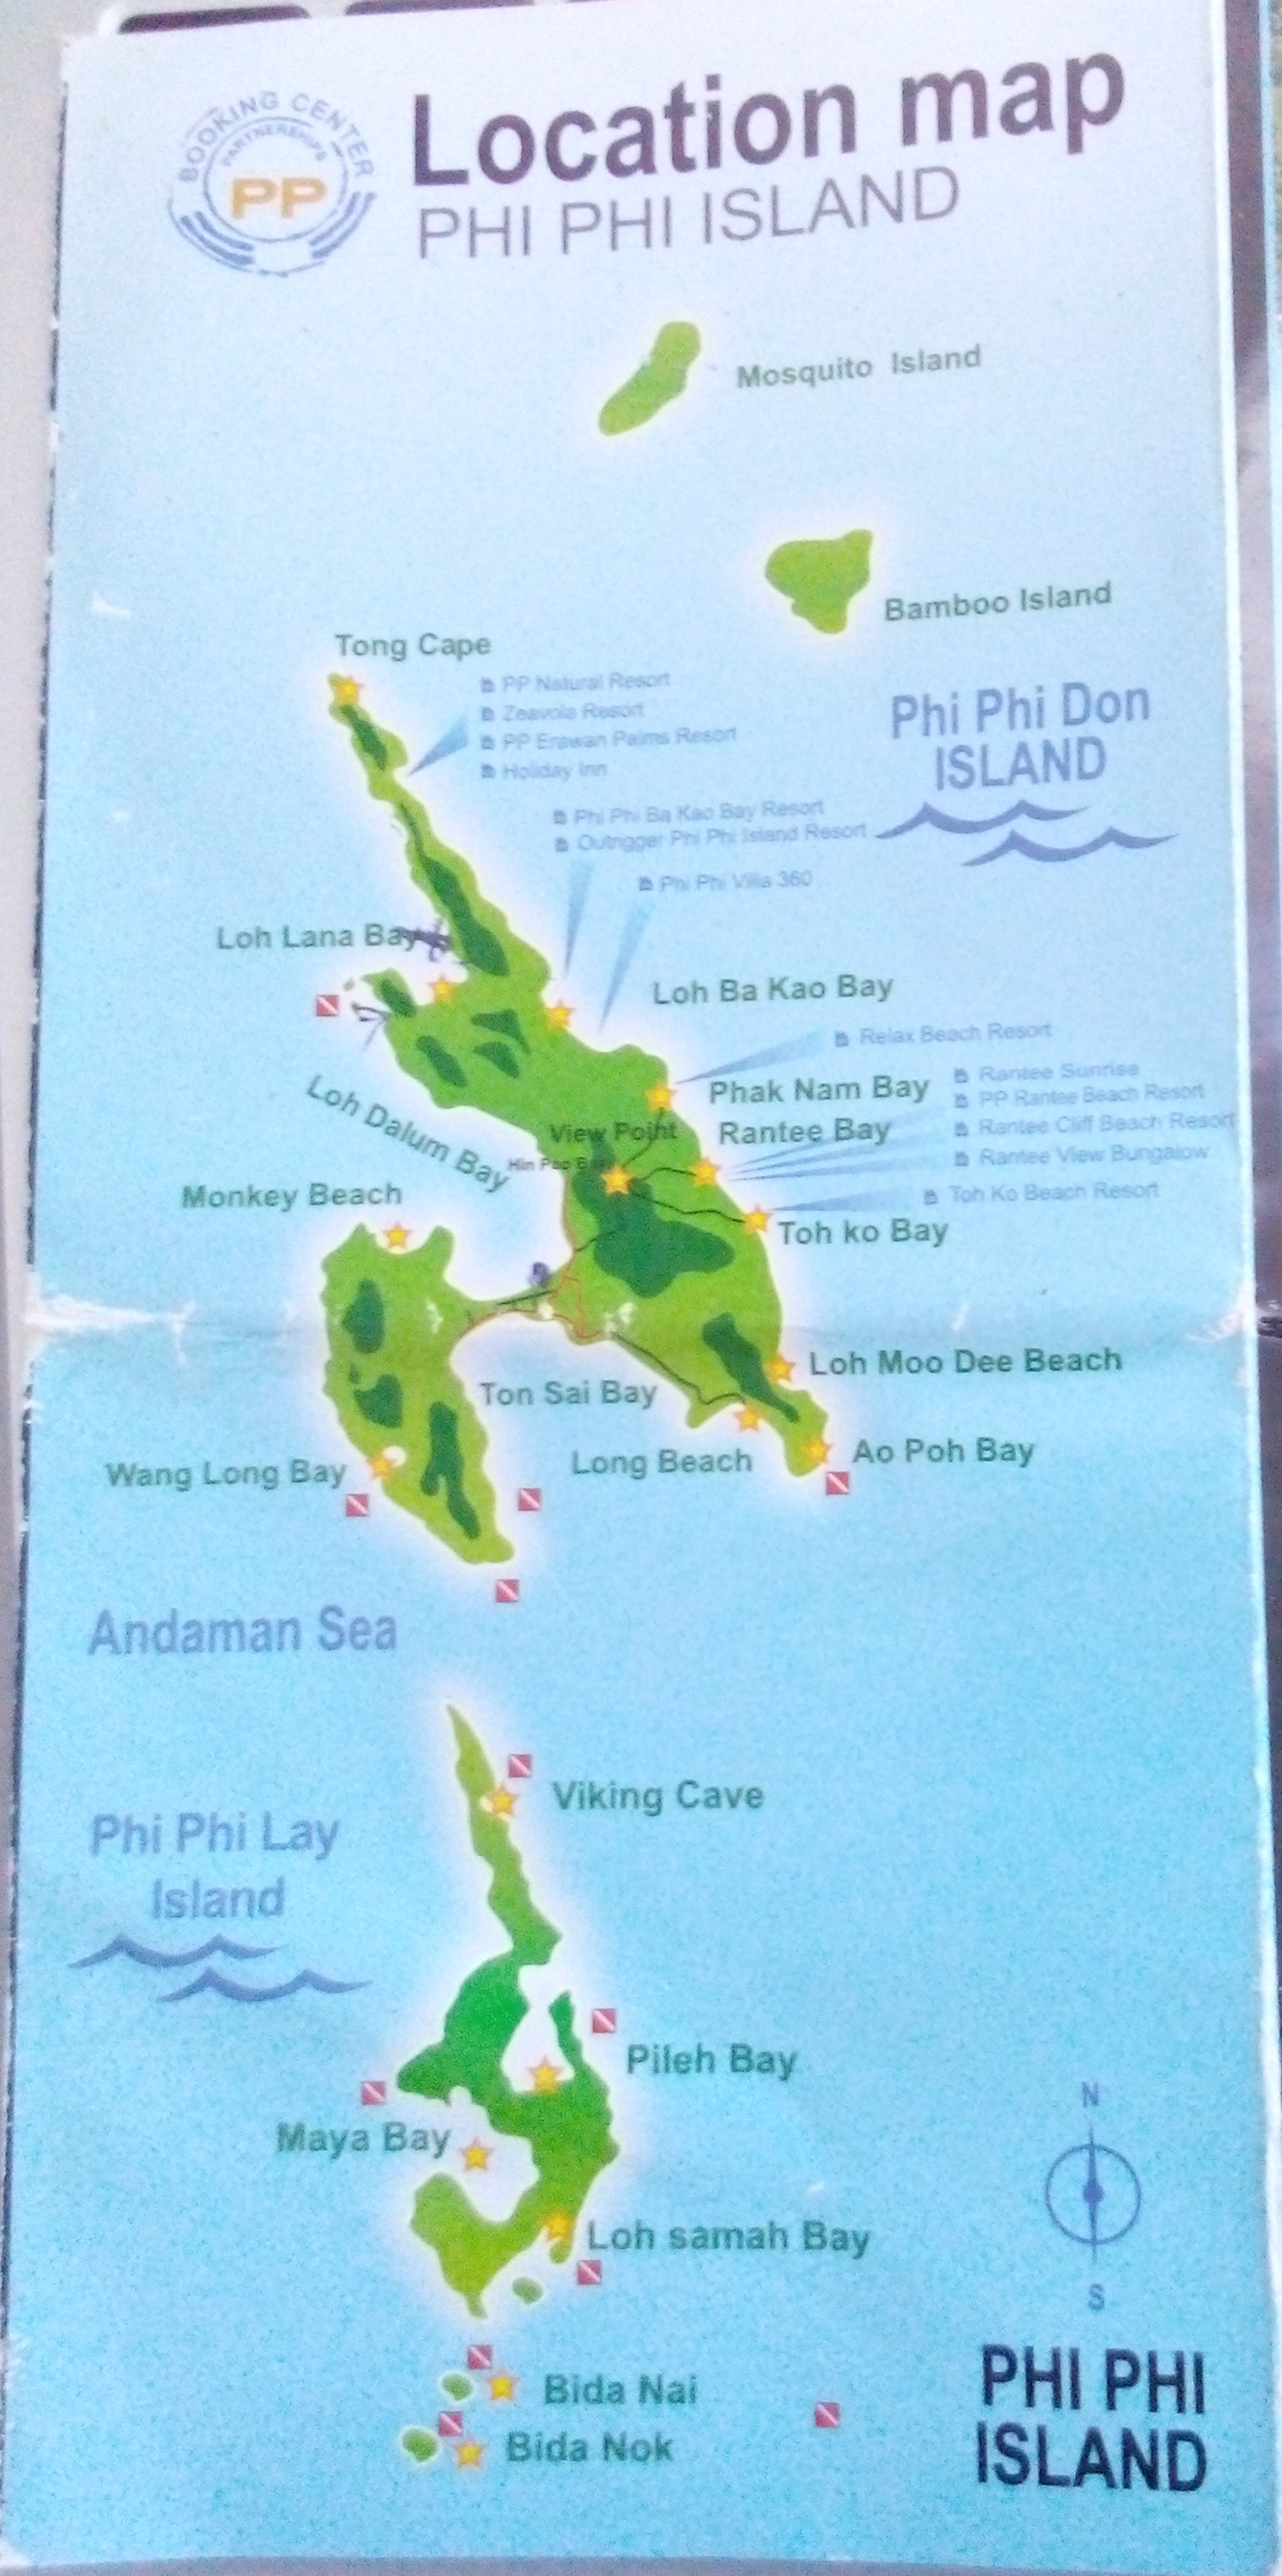 BOOKING CENTER
PARTNERSHIPS
PP
Location map
PHI PHI ISLAND
Mosquito Island
Bamboo Island
Tong Cape
PP Natural Resort
Zeavola Resort
PP Erawan Palms Resort
Holiday Inn
Phi Phi Don
ISLAND
Phi Phi Ba Kao Bay Resort
Outrigger Phi Phi Island Resort
Phi Phi Villa 360
Loh Lana Bay
Loh Ba Kao Bay
Relax Beach Resort
Phak Nam Bay
Rantee Sunrise
PP Rantee Beach Resort
Rantee Cliff Beach Resort
Rantee View Bungalow
Loh Dalum Bay
View Point
Rantee Bay
Hin
Monkey Beach
Toh Ko Beach Resort
Toh ko Bay
Loh Moo Dee Beach
Ton Sai Bay
Long Beach
Ao Poh Bay
Wang Long Bay
Andaman Sea
Viking Cave
Phi Phi Lay
Island
Pileh Bay
Maya Bay
N
Loh samah Bay
S
Bida Nai
Bida Nok
PHI PHI
ISLAND